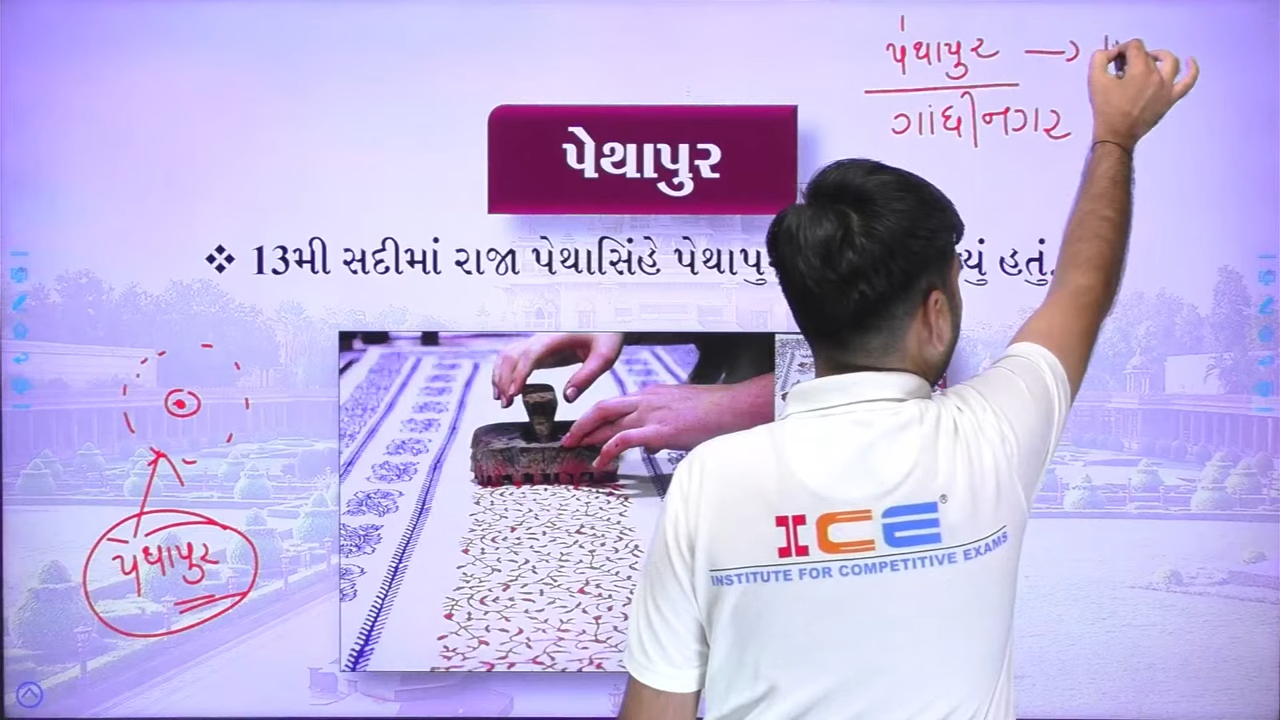 પેથાપુર
ગાંધીનગર
પેથાપુર
❖ 13મી સદીમાં રાજા પેથાસિંહે હતું.
પેથાપુર
ICE®
INSTITUTE FOR COMPETITIVE EXAMS